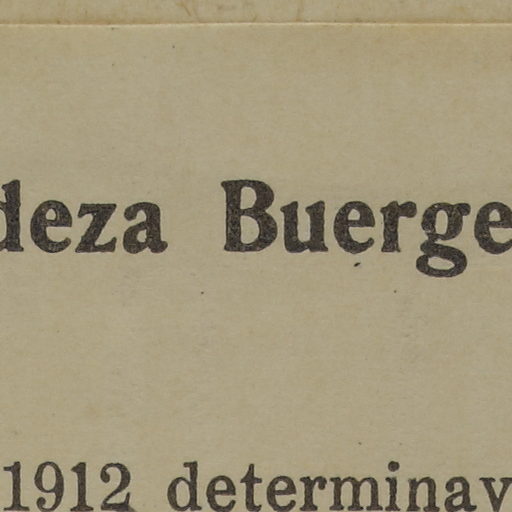 deza Buerge
1912 determinav